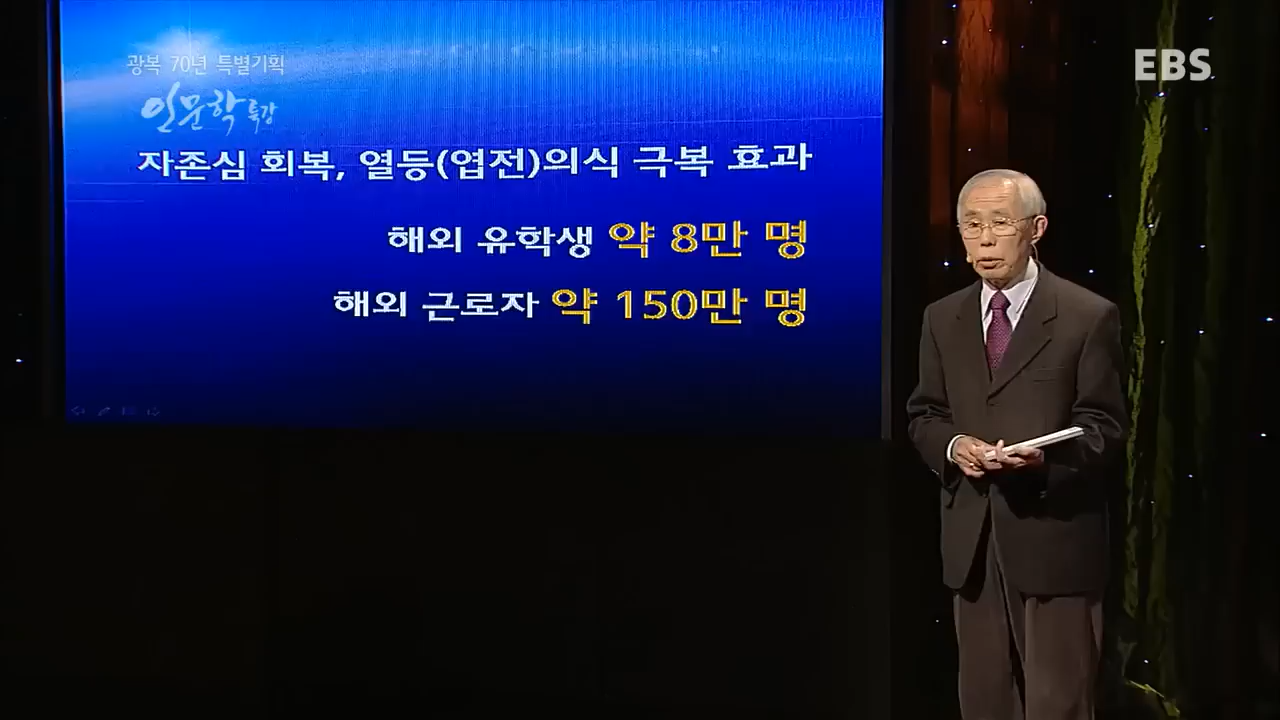 광복 70년 특별기획
인문학특강
EBS
자존심 회복, 열등(엽전)의식 극복 효과
해외 유학생 약 8만 명
해외 근로자 약 150만 명